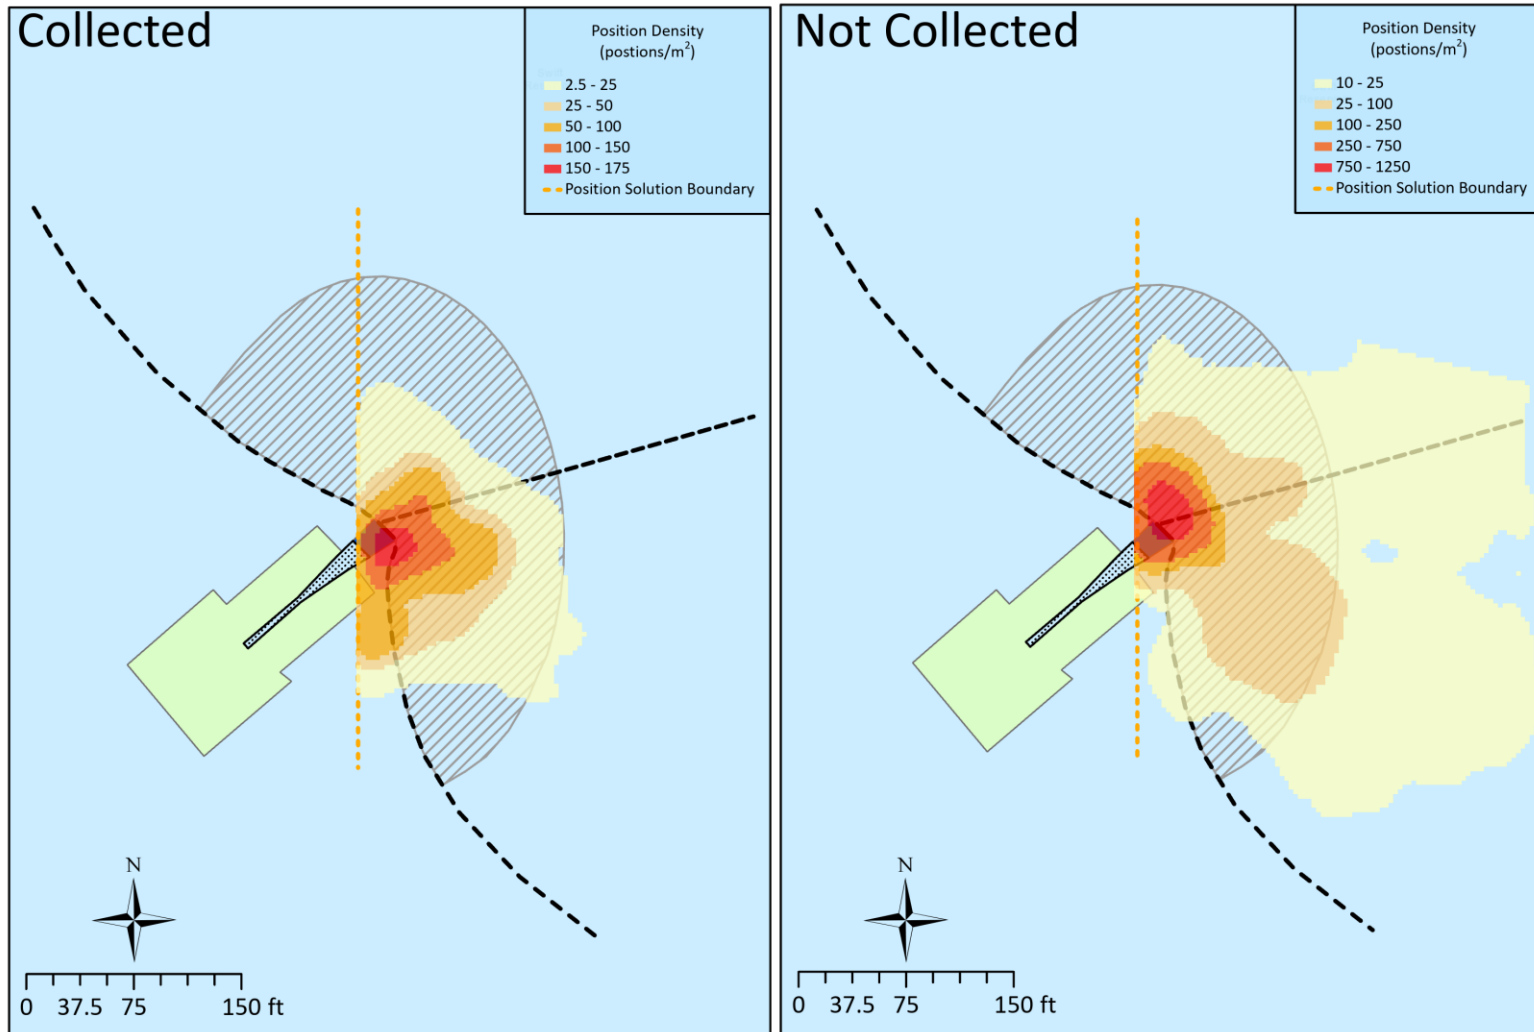 Collected
Position Density
(postions/m²)
2.5 - 25
25 - 50
50 - 100
100 - 150
150 - 175
Position Solution Boundary
N
0 37.5 75 150 ft
Not Collected
Position Density
(postions/m²)
10 - 25
25 - 100
100 - 250
250 - 750
750 - 1250
Position Solution Boundary
N
0 37.5 75 150 ft